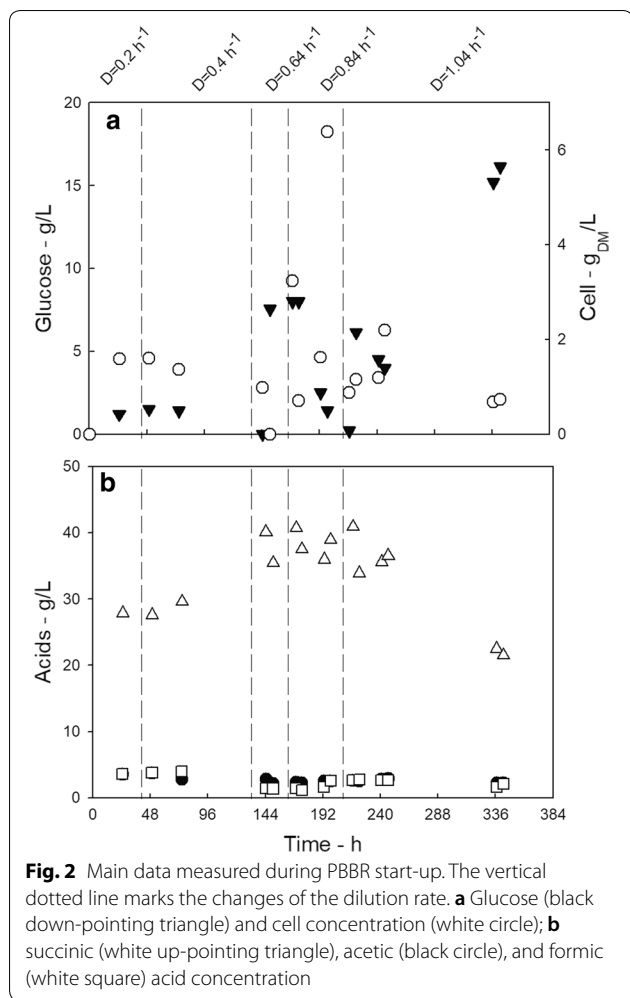 D=0.2 h-1 D=0.4 h-1 D=0.64 h-1 D=0.84 h-1 D=1.04 h-1
a
20
15
10
5
0
Glucose - g/L
6
4
2
0
Cell - gDM/L
b
50
40
30
20
10
0
Acids - g/L
0 48 96 144 192 240 288 336 384
Time - h
Fig. 2 Main data measured during PBBR start-up. The vertical
dotted line marks the changes of the dilution rate. a Glucose (black
down-pointing triangle) and cell concentration (white circle); b
succinic (white up-pointing triangle), acetic (black circle), and formic
(white square) acid concentration